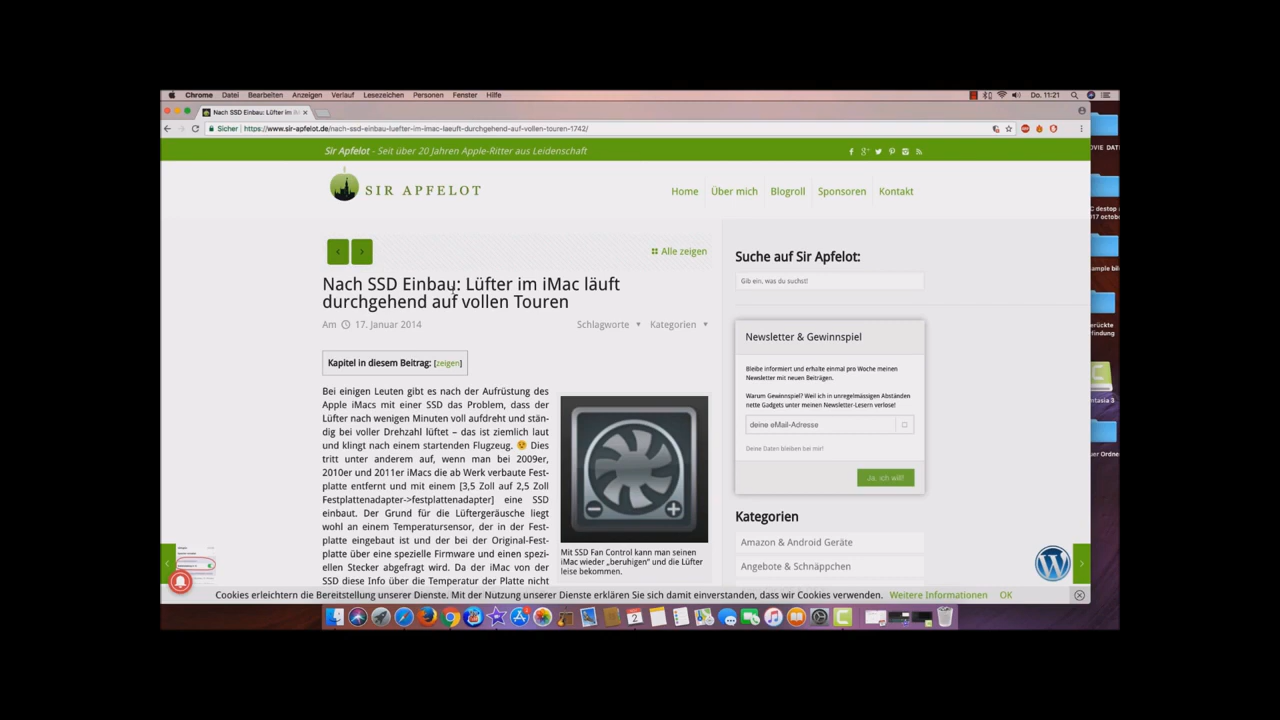 Chrome Datei Bearbeiten Anzeigen Verlauf Lesezeichen Personen Fenster Hilfe Do. 11:21
Nach SSD Einbau: Lüfter im iM
Sicher https://www.sir-apfelot.de/nach-ssd-einbau-luefter-im-imac-laeuft-durchgehend-auf-vollen-touren-1742/
Sir Apfelot - Seit über 20 Jahren Apple-Ritter aus Leidenschaft
SIR APFELOT
Home Über mich Blogroll Sponsoren Kontakt
Alle zeigen
Nach SSD Einbau: Lüfter im iMac läuft
durchgehend auf vollen Touren
Am 17. Januar 2014 Schlagworte Kategorien
Kapitel in diesem Beitrag: [zeigen]
Bei einigen Leuten gibt es nach der Aufrüstung des
Apple iMacs mit einer SSD das Problem, dass der
Lüfter nach wenigen Minuten voll aufdreht und stän-
dig bei voller Drehzahl lüftet – das ist ziemlich laut
und klingt nach einem startenden Flugzeug. 😉 Dies
tritt unter anderem auf, wenn man bei 2009er,
2010er und 2011er iMacs die ab Werk verbaute Fest-
platte entfernt und mit einem [3,5 Zoll auf 2,5 Zoll
Festplattenadapter->festplattenadapter] eine SSD
einbaut. Der Grund für die Lüftergeräusche liegt
wohl an einem Temperatursensor, der in der Fest-
platte eingebaut ist und der bei der Original-Fest-
platte über eine spezielle Firmware und einen spezi-
ellen Stecker abgefragt wird. Da der iMac von der
SSD diese Info über die Temperatur der Platte nicht
Mit SSD Fan Control kann man seinen
iMac wieder „beruhigen" und die Lüfter
leise bekommen.
Suche auf Sir Apfelot:
Gib ein, was du suchst!
Newsletter & Gewinnspiel
Bleibe informiert und erhalte einmal pro Woche meinen
Newsletter mit neuen Beiträgen.
Warum Gewinnspiel? Weil ich in unregelmässigen Abständen
nette Gadgets unter meinen Newsletter-Lesern verlose!
deine eMail-Adresse
Deine Daten bleiben bei mir!
Ja, ich will!
Kategorien
Amazon & Android Geräte
Angebote & Schnäppchen
Cookies erleichtern die Bereitstellung unserer Dienste. Mit der Nutzung unserer Dienste erklären Sie sich damit einverstanden, dass wir Cookies verwenden. Weitere Informationen OK
OVIE DAT
C destop
017 octob
ample bil
erückte
findung
ntasia 3
uer Ordne
2